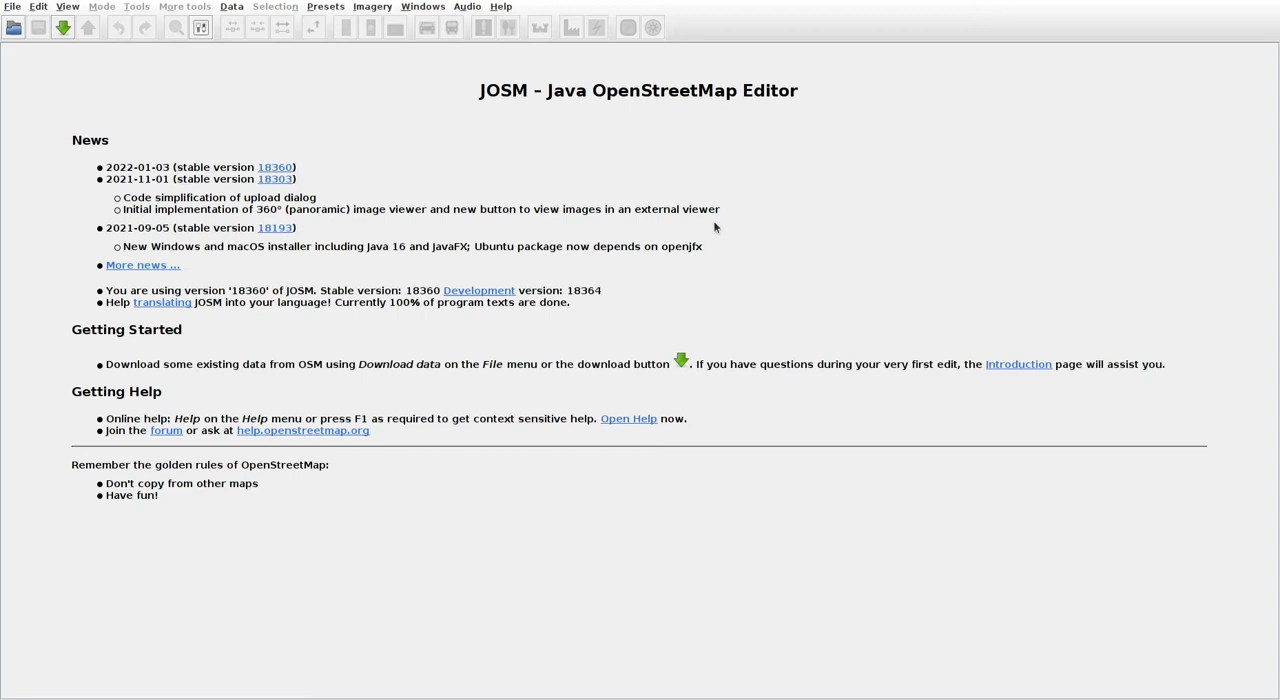 File Edit View Mode Tools More tools Data Selection Presets Imagery Windows Audio Help
JOSM – Java OpenStreetMap Editor
News
2022-01-03 (stable version 18360)
2021-11-01 (stable version 18303)
Code simplification of upload dialog
Initial implementation of 360° (panoramic) image viewer and new button to view images in an external viewer
2021-09-05 (stable version 18193)
New Windows and macOS installer including Java 16 and JavaFX; Ubuntu package now depends on openjfx
More news ...
You are using version '18360' of JOSM. Stable version: 18360 Development version: 18364
Help translating JOSM into your language! Currently 100% of program texts are done.
Getting Started
Download some existing data from OSM using Download data on the File menu or the download button . If you have questions during your very first edit, the Introduction page will assist you.
Getting Help
Online help: Help on the Help menu or press F1 as required to get context sensitive help. Open Help now.
Join the forum or ask at help.openstreetmap.org
Remember the golden rules of OpenStreetMap:
Don't copy from other maps
Have fun!